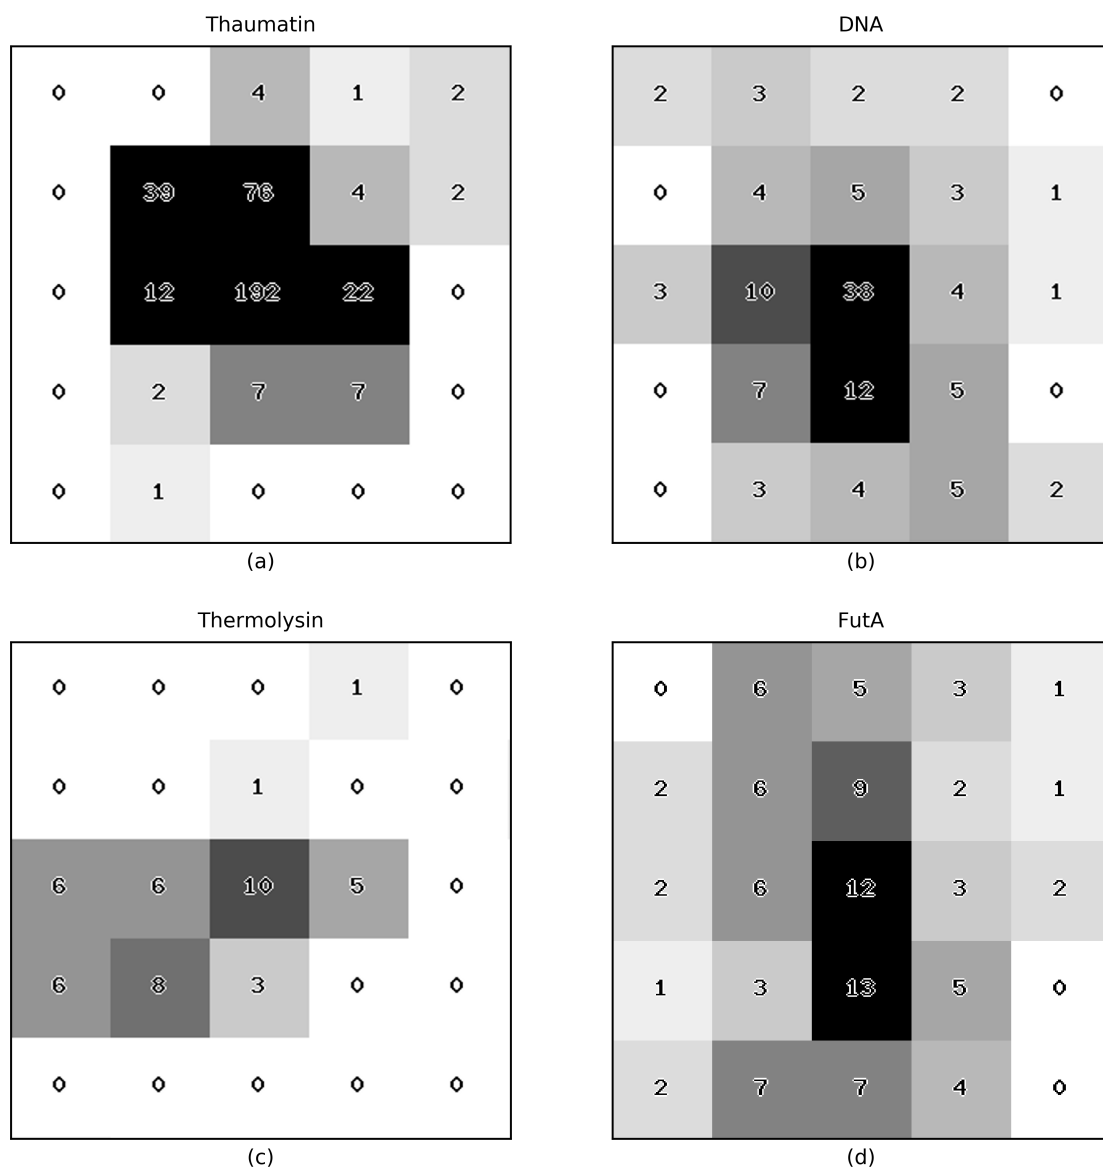 Thaumatin DNA
0 0 4 1 2 2 3 2 2 0
0 39 76 4 2 0 4 5 3 1
0 12 192 22 0 3 10 38 4 1
0 2 7 7 0 0 7 12 5 0
0 1 0 0 0 0 3 4 5 2
(a) (b)
Thermolysin FutA
0 0 0 1 0 0 6 5 3 1
0 0 1 0 0 2 6 9 2 1
6 6 10 5 0 2 6 12 3 2
6 8 3 0 0 1 3 13 5 0
0 0 0 0 0 2 7 7 4 0
(c) (d)